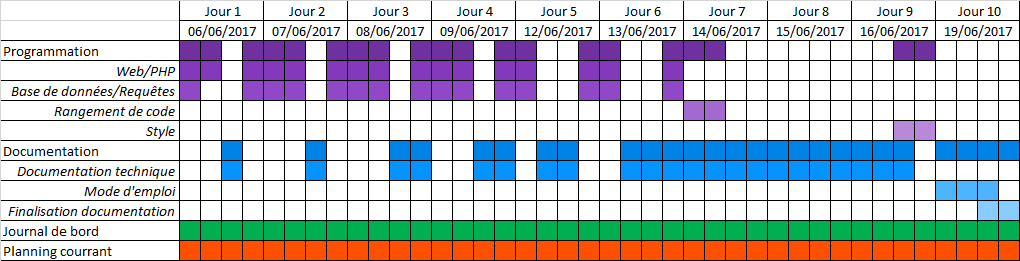 Jour 1 Jour 2 Jour 3 Jour 4 Jour 5 Jour 6 Jour 7 Jour 8 Jour 9 Jour 10
06/06/2017 07/06/2017 08/06/2017 09/06/2017 12/06/2017 13/06/2017 14/06/2017 15/06/2017 16/06/2017 19/06/2017
Programmation
Web/PHP
Base de données/Requêtes
Rangement de code
Style
Documentation
Documentation technique
Mode d'emploi
Finalisation documentation
Journal de bord
Planning courrant